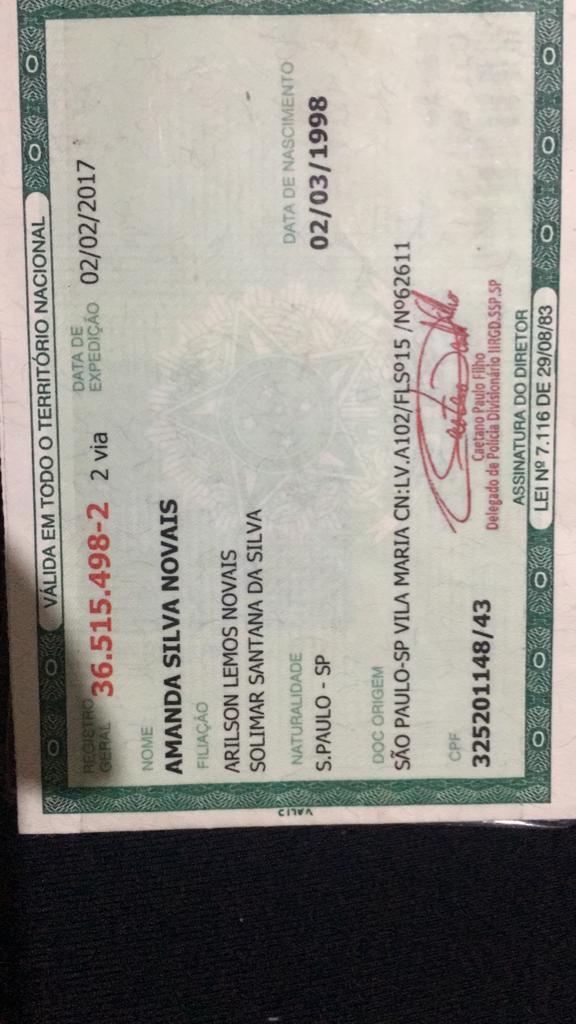 VÁLIDA EM TODO O TERRITÓRIO NACIONAL
REGISTRO GERAL 36.515.498-2 2 via DATA DE EXPEDIÇÃO 02/02/2017
NOME
AMANDA SILVA NOVAIS
FILIAÇÃO
ARILSON LEMOS NOVAIS
SOLIMAR SANTANA DA SILVA
NATURALIDADE DATA DE NASCIMENTO
S.PAULO - SP 02/03/1998
DOC ORIGEM
SÃO PAULO-SP VILA MARIA CN:LV.A102/FLSº15 /Nº62611
CPF
325201148/43
Caetano Paulo Filho
Delegado de Polícia Divisionário IIRGD.SSP.SP
ASSINATURA DO DIRETOR
LEI Nº 7.116 DE 29/08/83